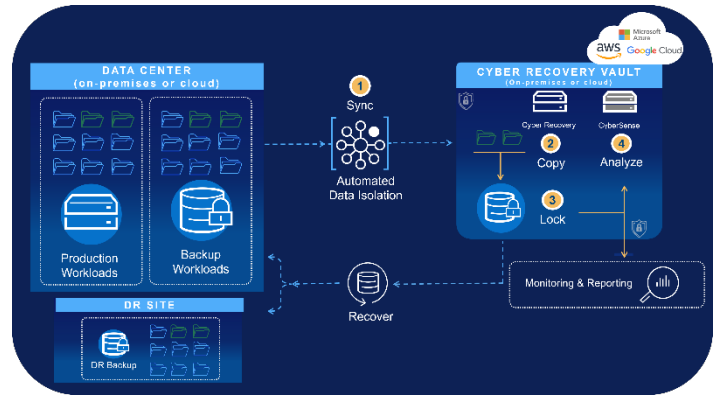 Microsoft
Azure
aws
Google Cloud
DATA CENTER
(on-premises or cloud)
Production
Workloads
Backup
Workloads
1
Sync
Automated
Data Isolation
CYBER RECOVERY VAULT
(On-premises or cloud)
Cyber Recovery
CyberSense
2
Copy
4
Analyze
3
Lock
Monitoring & Reporting
Recover
DR SITE
DR Backup